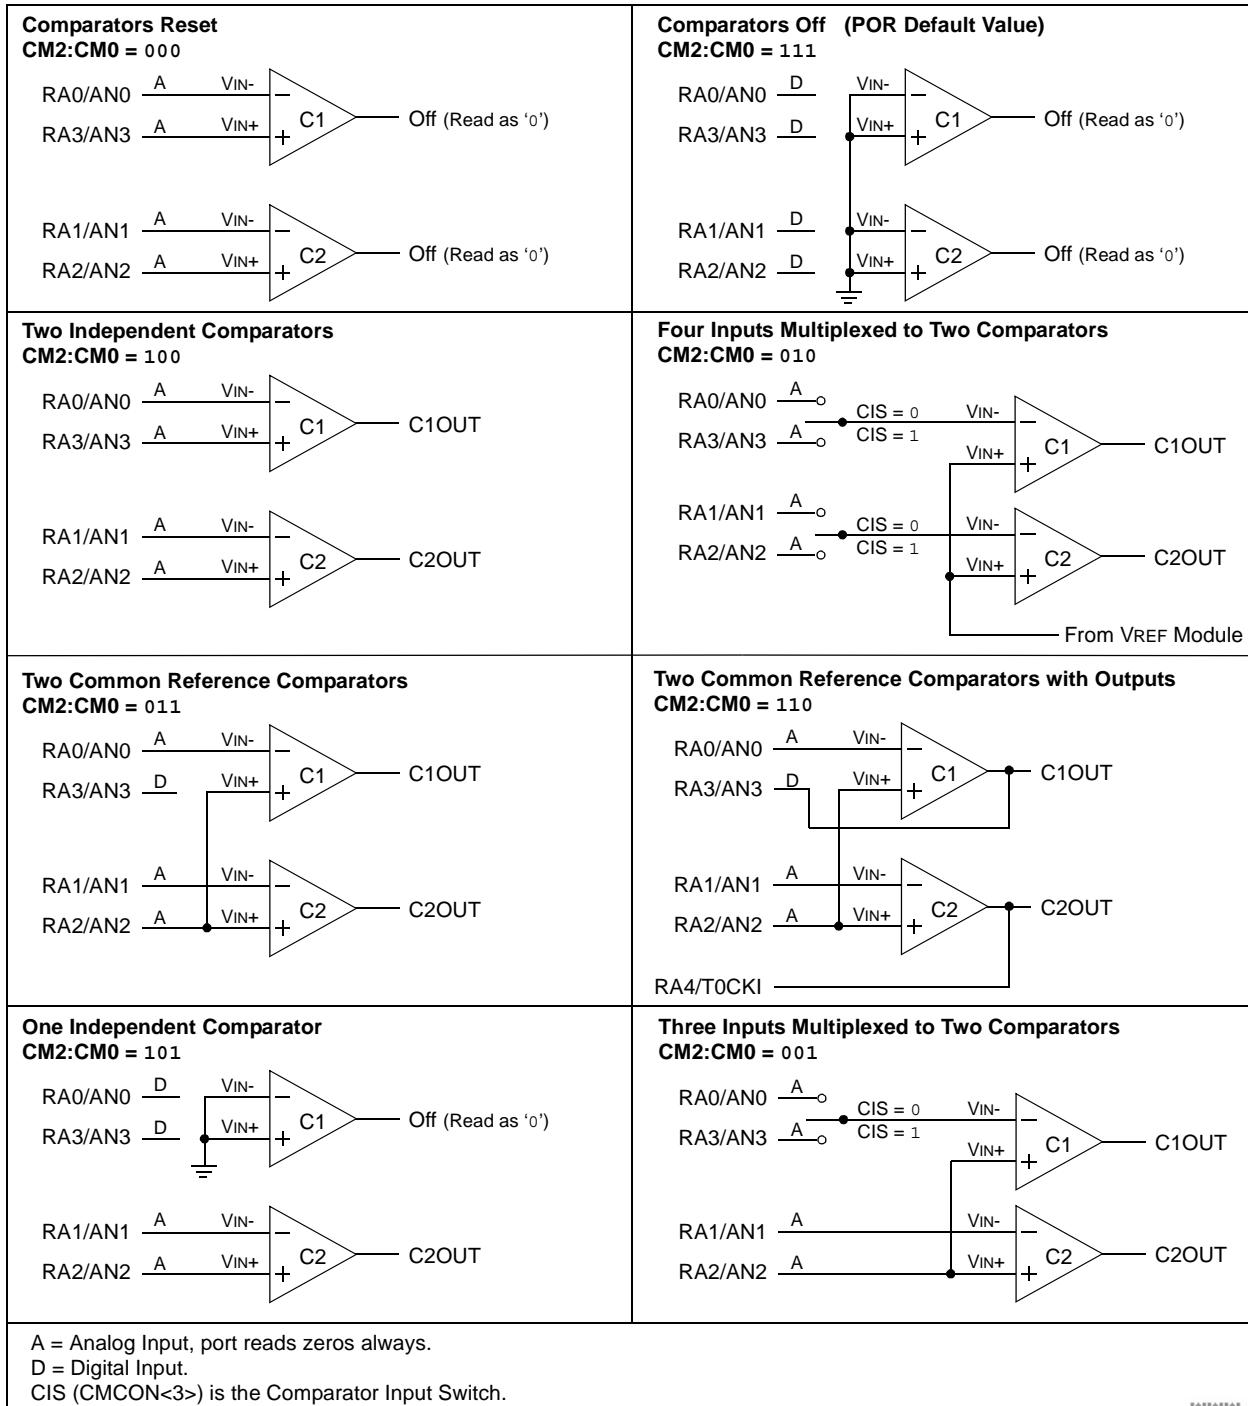 Comparators Reset
CM2:CM0 = 000
RA0/AN0 A VIN- −
C1 Off (Read as ‘0’)
RA3/AN3 A VIN+ +
RA1/AN1 A VIN- −
C2 Off (Read as ‘0’)
RA2/AN2 A VIN+ +
Comparators Off (POR Default Value)
CM2:CM0 = 111
RA0/AN0 D VIN- −
C1 Off (Read as ‘0’)
RA3/AN3 D VIN+ +
RA1/AN1 D VIN- −
C2 Off (Read as ‘0’)
RA2/AN2 D VIN+ +
Two Independent Comparators
CM2:CM0 = 100
RA0/AN0 A VIN- −
C1 C1OUT
RA3/AN3 A VIN+ +
RA1/AN1 A VIN- −
C2 C2OUT
RA2/AN2 A VIN+ +
Four Inputs Multiplexed to Two Comparators
CM2:CM0 = 010
RA0/AN0 A
CIS = 0 VIN- −
RA3/AN3 A CIS = 1
C1 C1OUT
VIN+ +
RA1/AN1 A
CIS = 0 VIN- −
RA2/AN2 A CIS = 1
C2 C2OUT
VIN+ +
From VREF Module
Two Common Reference Comparators
CM2:CM0 = 011
RA0/AN0 A VIN- −
C1 C1OUT
RA3/AN3 D VIN+ +
RA1/AN1 A VIN- −
C2 C2OUT
RA2/AN2 A VIN+ +
Two Common Reference Comparators with Outputs
CM2:CM0 = 110
RA0/AN0 A VIN- −
C1 C1OUT
RA3/AN3 D VIN+ +
RA1/AN1 A VIN- −
C2 C2OUT
RA2/AN2 A VIN+ +
RA4/T0CKI
One Independent Comparator
CM2:CM0 = 101
RA0/AN0 D VIN- −
C1 Off (Read as ‘0’)
RA3/AN3 D VIN+ +
RA1/AN1 A VIN- −
C2 C2OUT
RA2/AN2 A VIN+ +
Three Inputs Multiplexed to Two Comparators
CM2:CM0 = 001
RA0/AN0 A
CIS = 0 VIN- −
RA3/AN3 A CIS = 1
C1 C1OUT
VIN+ +
RA1/AN1 A VIN- −
C2 C2OUT
RA2/AN2 A VIN+ +
A = Analog Input, port reads zeros always.
D = Digital Input.
CIS (CMCON<3>) is the Comparator Input Switch.